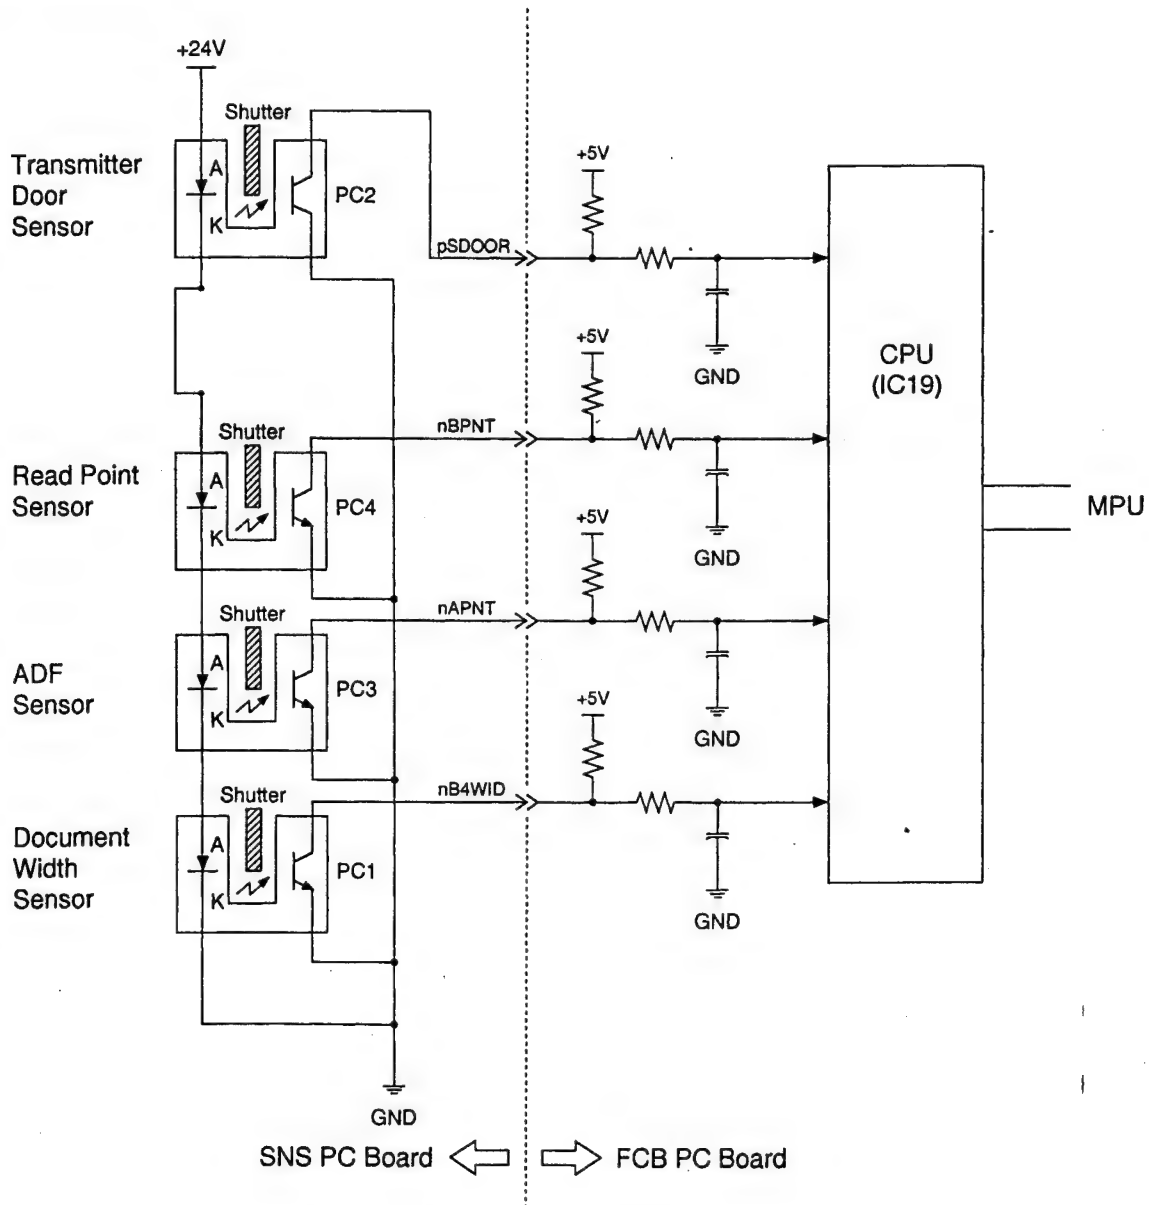 +24V
Shutter
Transmitter
Door
Sensor
A
K
PC2
pSDOOR
+5V
GND
CPU
(IC19)
MPU
Shutter
Read Point
Sensor
A
K
PC4
nBPNT
+5V
GND
Shutter
ADF
Sensor
A
K
PC3
nAPNT
+5V
GND
Shutter
Document
Width
Sensor
A
K
PC1
nB4WID
+5V
GND
GND
SNS PC Board
FCB PC Board